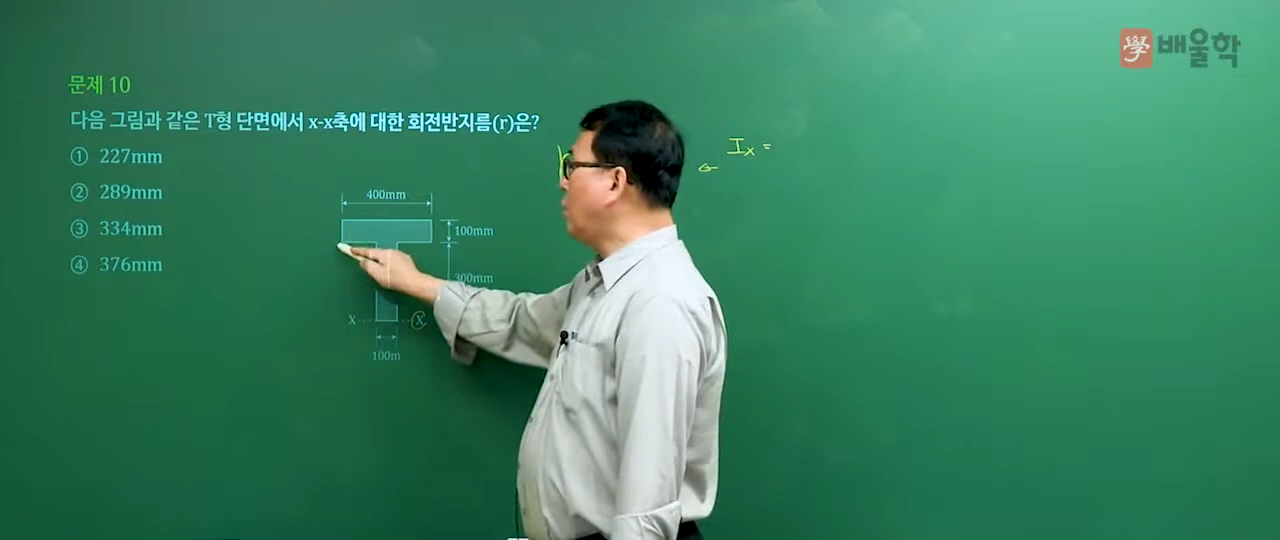 學 배울학
문제 10
다음 그림과 같은 T형 단면에서 x-x축에 대한 회전반지름(r)은?
① 227mm
② 289mm
③ 334mm
④ 376mm
Ix =
400mm
100mm
300mm
X X
100m